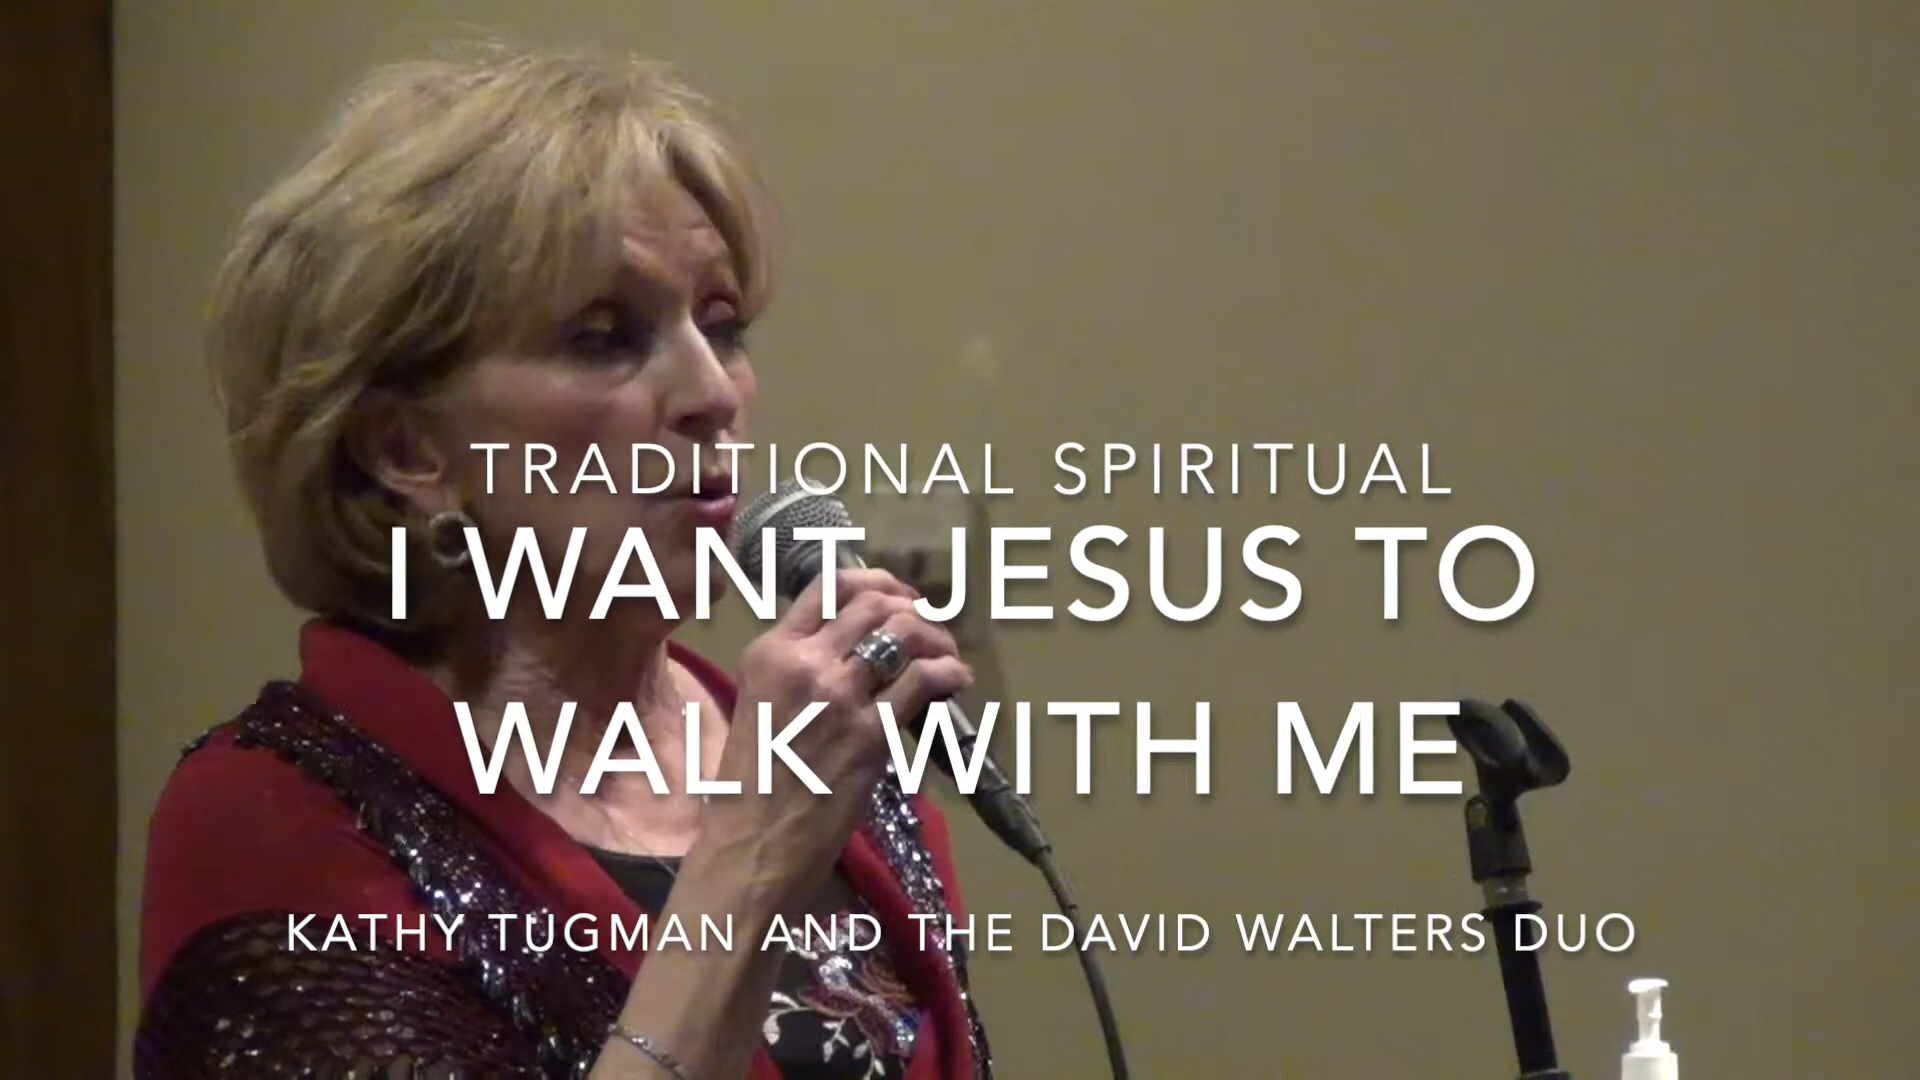 TRADITIONAL SPIRITUAL
I WANT JESUS TO
WALK WITH ME
KATHY TUGMAN AND THE DAVID WALTERS DUO